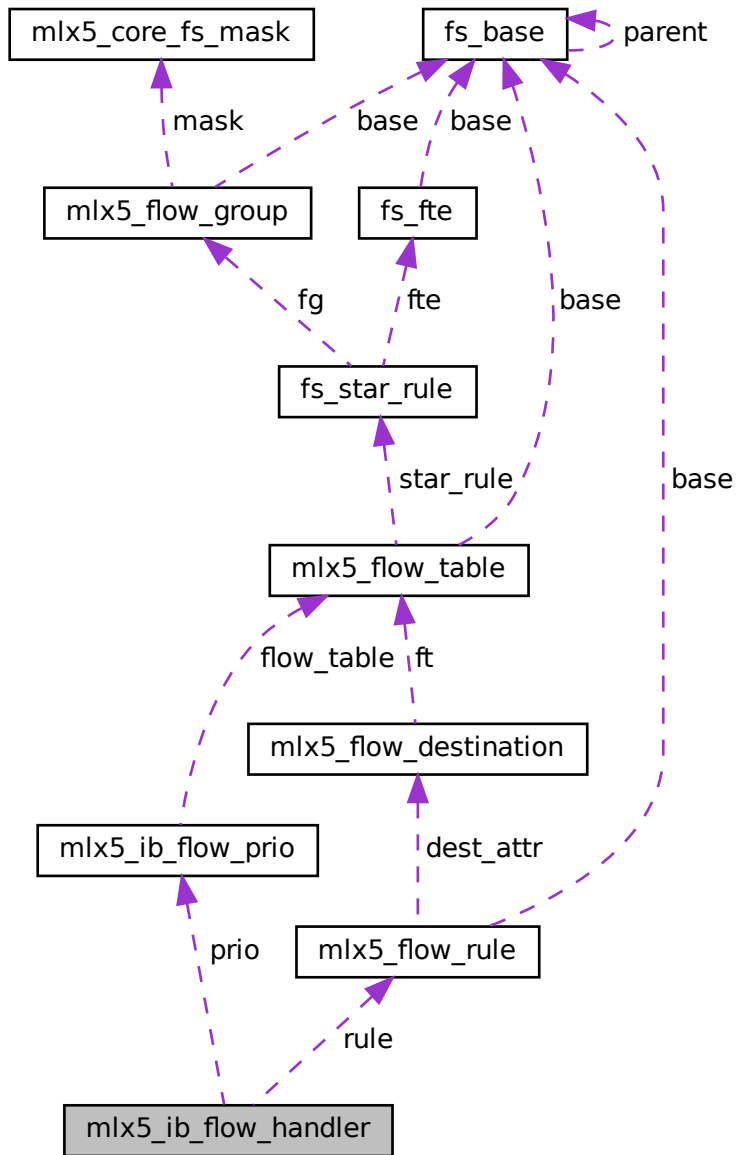 mlx5_core_fs_mask
fs_base
parent
mask
base
base
mlx5_flow_group
fs_fte
fg
fte
base
fs_star_rule
star_rule
base
mlx5_flow_table
flow_table
ft
mlx5_flow_destination
mlx5_ib_flow_prio
dest_attr
prio
mlx5_flow_rule
rule
mlx5_ib_flow_handler